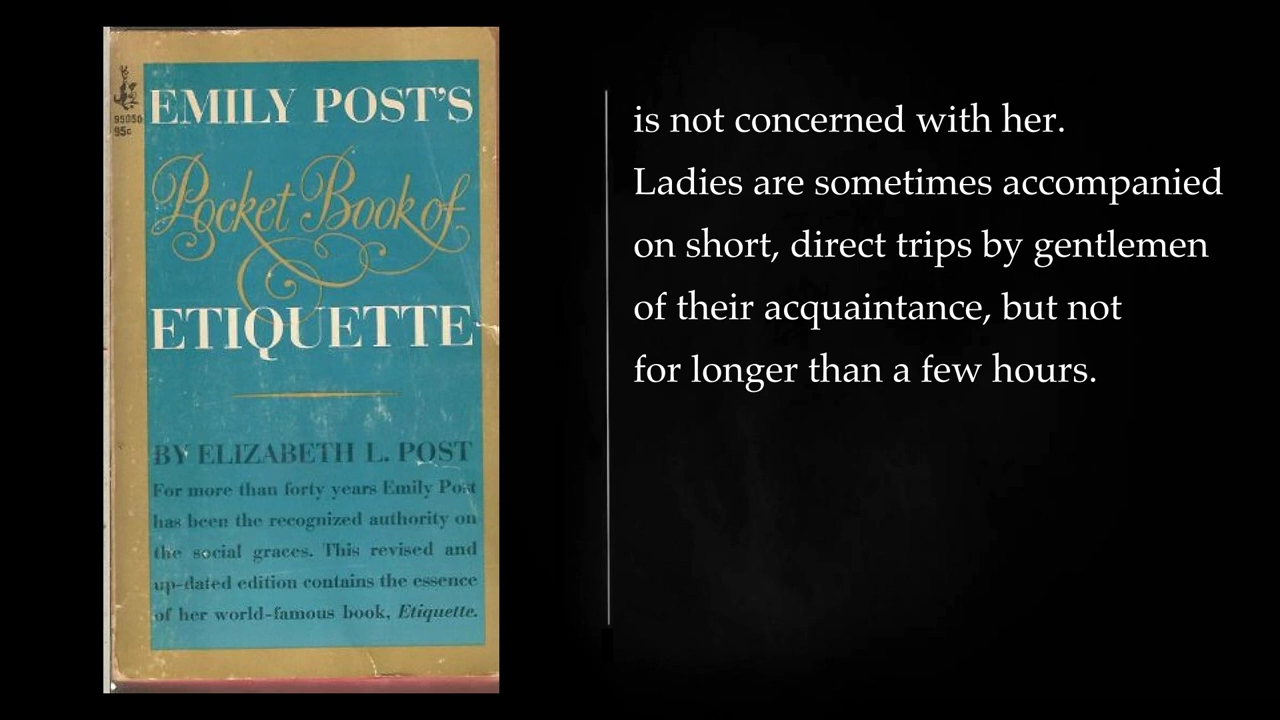 95050
95c
EMILY POST'S
Pocket Book of
ETIQUETTE
BY ELIZABETH L. POST
For more than forty years Emily Post
has been the recognized authority on
the social graces. This revised and
up-dated edition contains the essence
of her world-famous book, Etiquette.
is not concerned with her.
Ladies are sometimes accompanied
on short, direct trips by gentlemen
of their acquaintance, but not
for longer than a few hours.